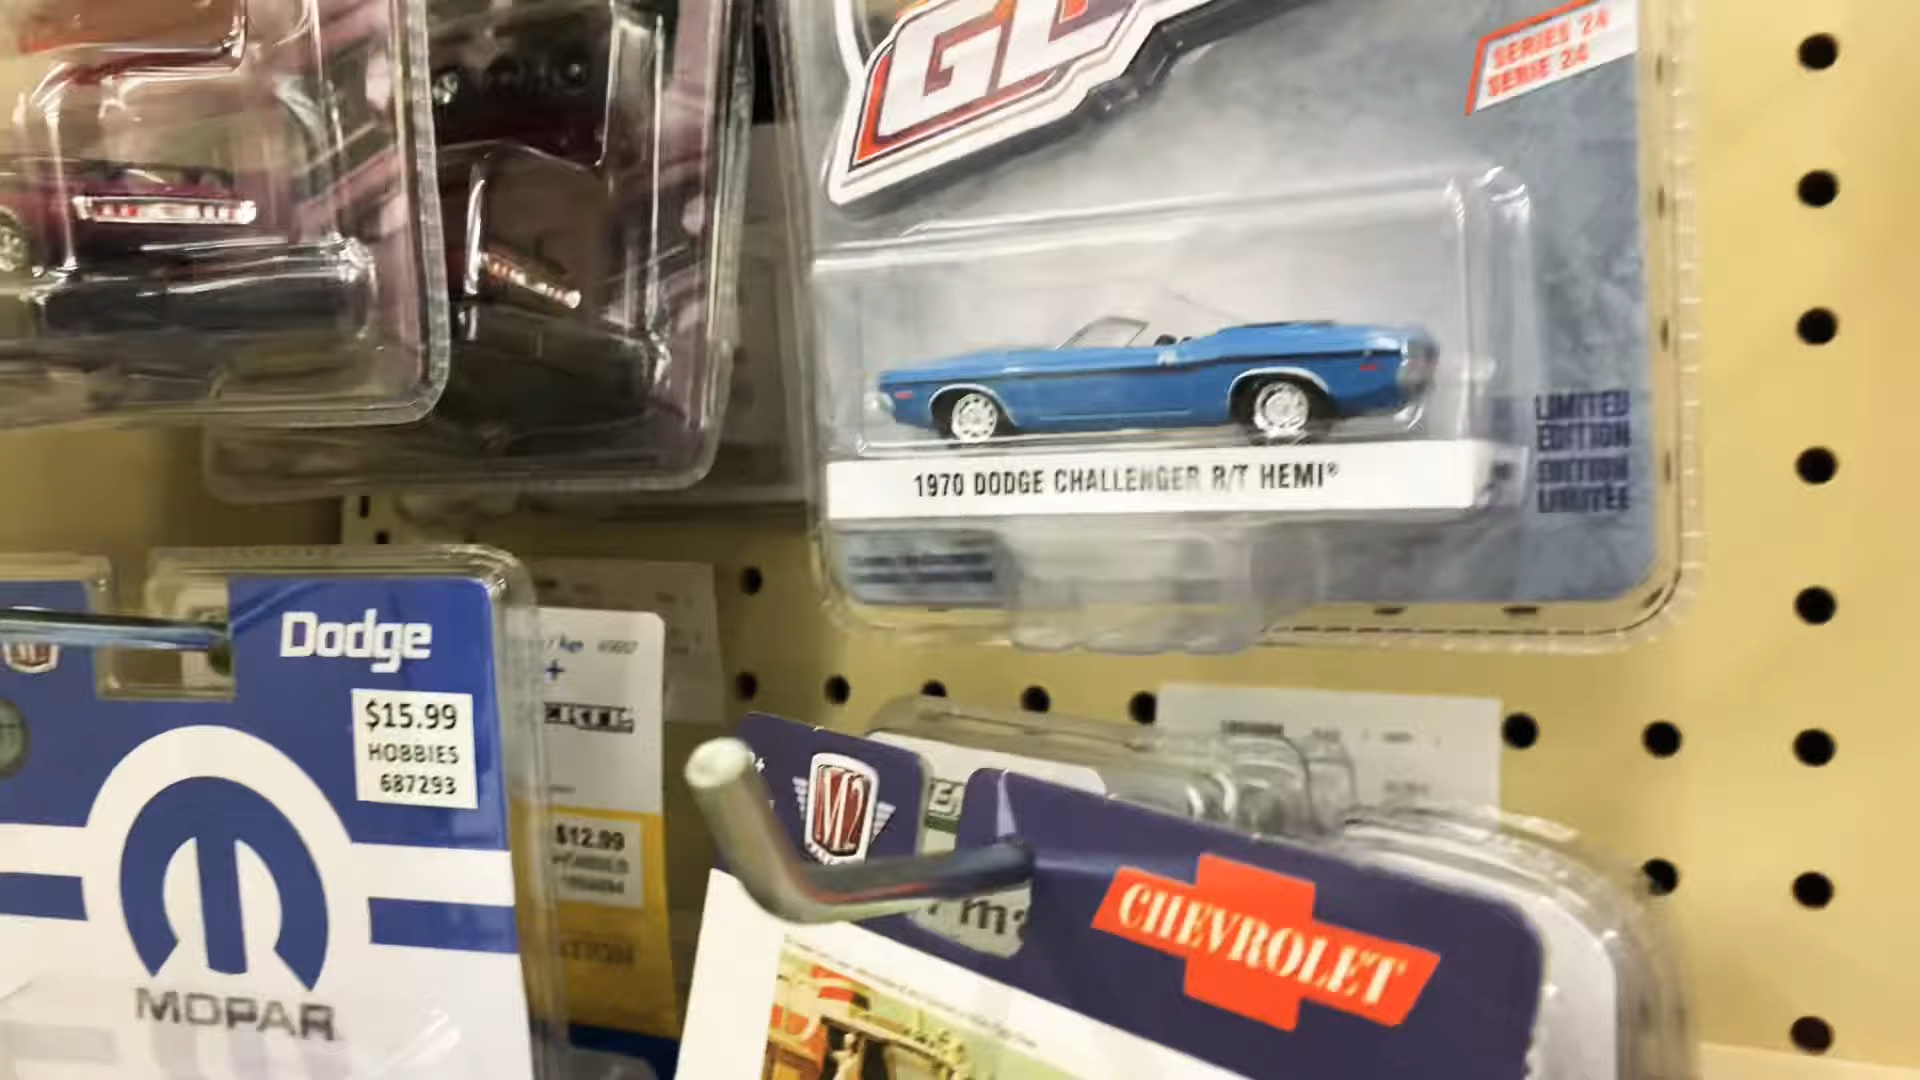 GL
SERIES 24
SERIE 24
1970 DODGE CHALLENGER R/T HEMI®
LIMITED
EDITION
EDITION
LIMITÉE
Dodge
$15.99
HOBBIES
687293
MOPAR
/ Age
+
$12.99
M2
CHEVROLET